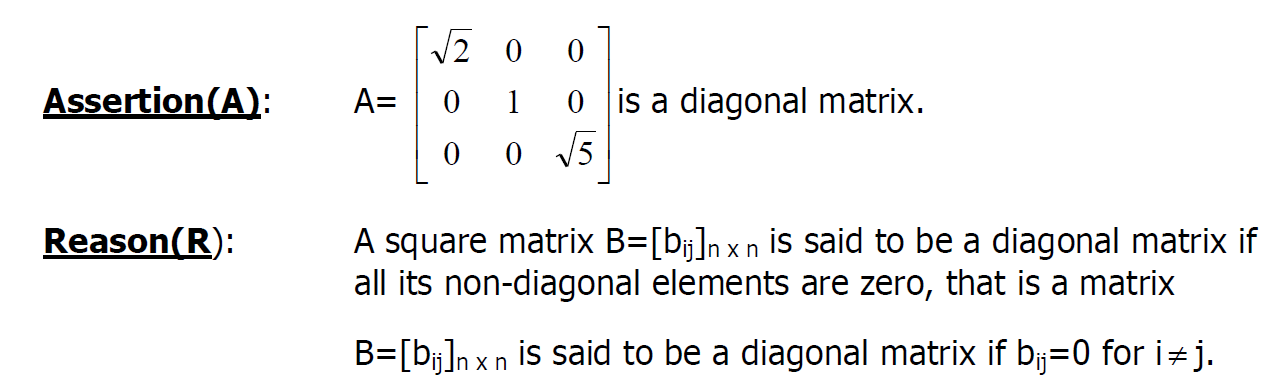 √2 0 0
Assertion(A): A= 0 1 0 is a diagonal matrix.
0 0 √5
Reason(R): A square matrix B=[bij]n x n is said to be a diagonal matrix if
all its non-diagonal elements are zero, that is a matrix
B=[bij]n x n is said to be a diagonal matrix if bij=0 for i≠j.